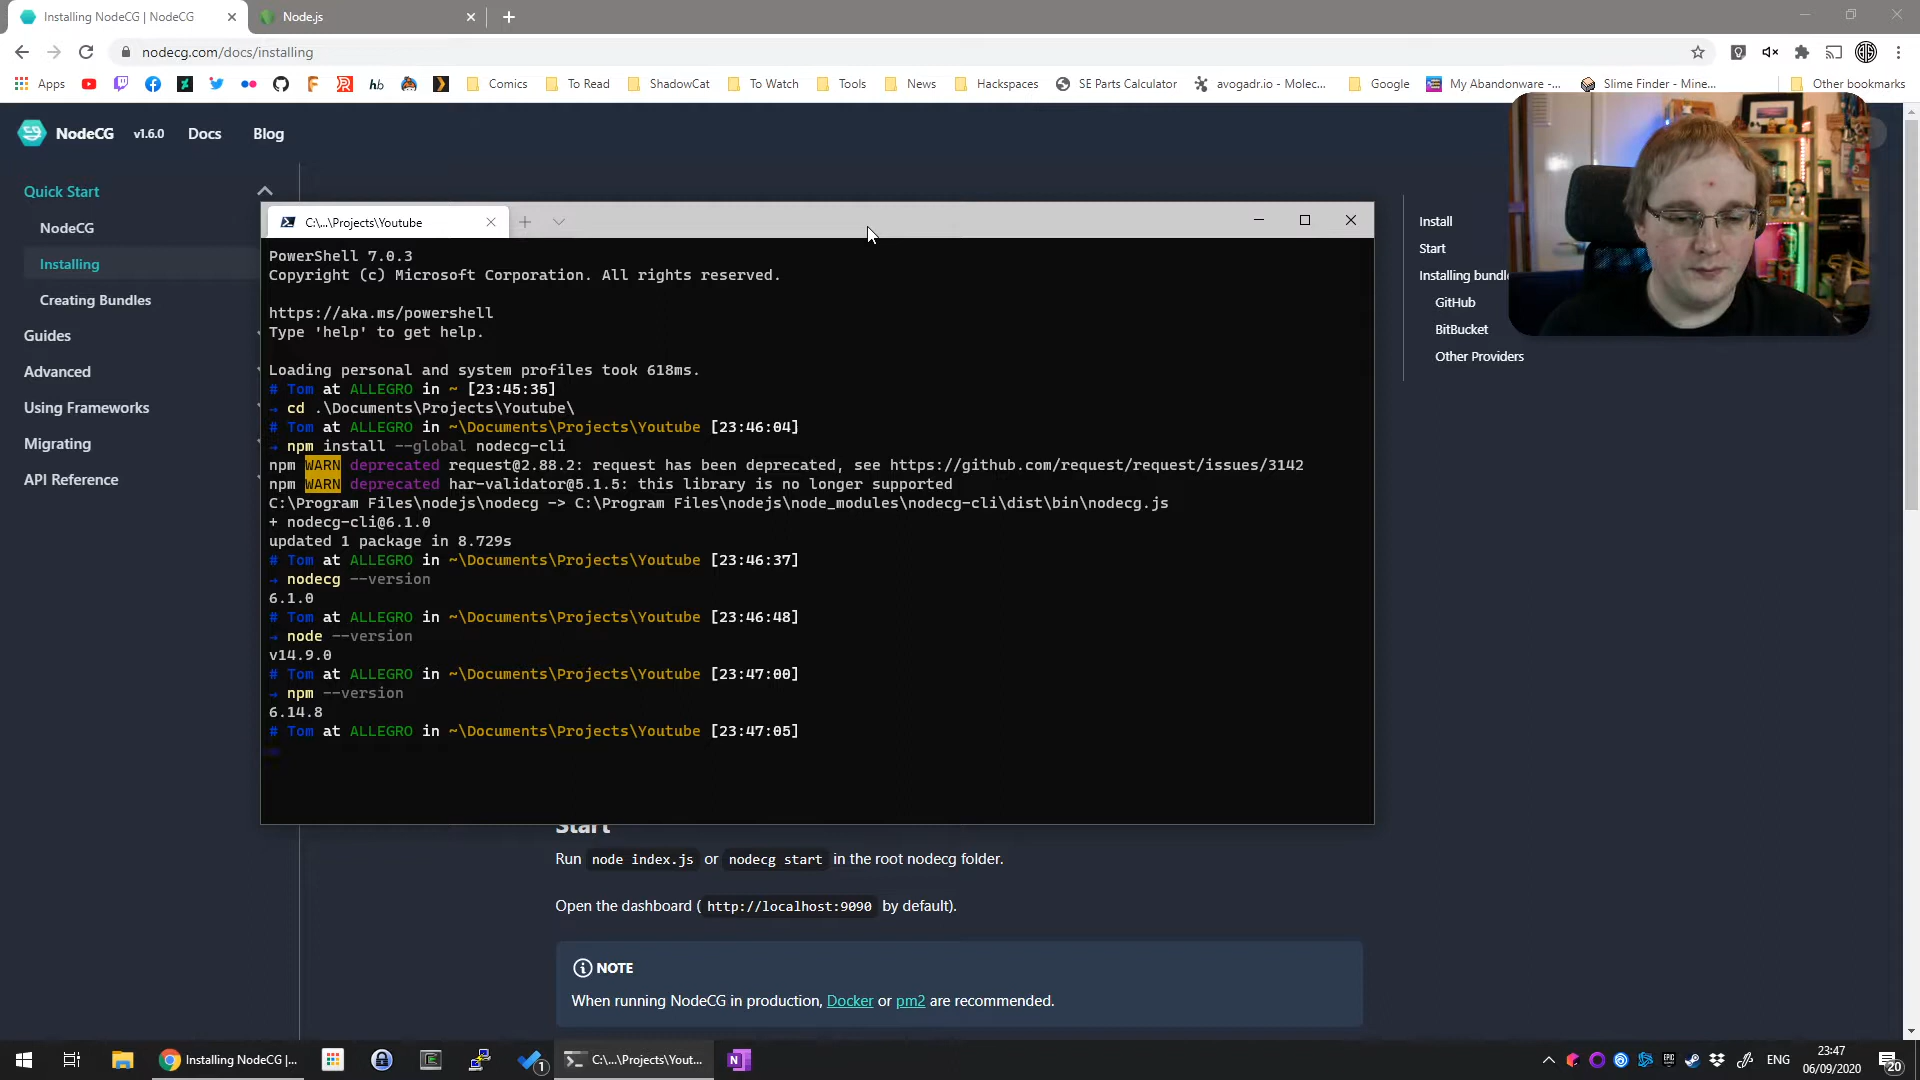 Installing NodeCG | NodeCG
Node.js
nodecg.com/docs/installing
Apps
Comics
To Read
ShadowCat
To Watch
Tools
News
Hackspaces
SE Parts Calculator
avogadr.io - Molec...
Google
My Abandonware -...
Slime Finder - Mine...
Other bookmarks
NodeCG v1.6.0 Docs Blog
Quick Start
NodeCG
Installing
Creating Bundles
Guides
Advanced
Using Frameworks
Migrating
API Reference
C:\...\Projects\Youtube
PowerShell 7.0.3
Copyright (c) Microsoft Corporation. All rights reserved.
https://aka.ms/powershell
Type 'help' to get help.
Loading personal and system profiles took 618ms.
# Tom at ALLEGRO in ~ [23:45:35]
→ cd .\Documents\Projects\Youtube\
# Tom at ALLEGRO in ~\Documents\Projects\Youtube [23:46:04]
→ npm install --global nodecg-cli
npm WARN deprecated request@2.88.2: request has been deprecated, see https://github.com/request/request/issues/3142
npm WARN deprecated har-validator@5.1.5: this library is no longer supported
C:\Program Files\nodejs\nodecg -> C:\Program Files\nodejs\node_modules\nodecg-cli\dist\bin\nodecg.js
+ nodecg-cli@6.1.0
updated 1 package in 8.729s
# Tom at ALLEGRO in ~\Documents\Projects\Youtube [23:46:37]
→ nodecg --version
6.1.0
# Tom at ALLEGRO in ~\Documents\Projects\Youtube [23:46:48]
→ node --version
v14.9.0
# Tom at ALLEGRO in ~\Documents\Projects\Youtube [23:47:00]
→ npm --version
6.14.8
# Tom at ALLEGRO in ~\Documents\Projects\Youtube [23:47:05]
Install
Start
Installing bundl
GitHub
BitBucket
Other Providers
Start
Run node index.js or nodecg start in the root nodecg folder.
Open the dashboard ( http://localhost:9090 by default).
NOTE
When running NodeCG in production, Docker or pm2 are recommended.
Installing NodeCG |...
1
C:\...\Projects\Yout...
N
ENG
23:47
06/09/2020
20